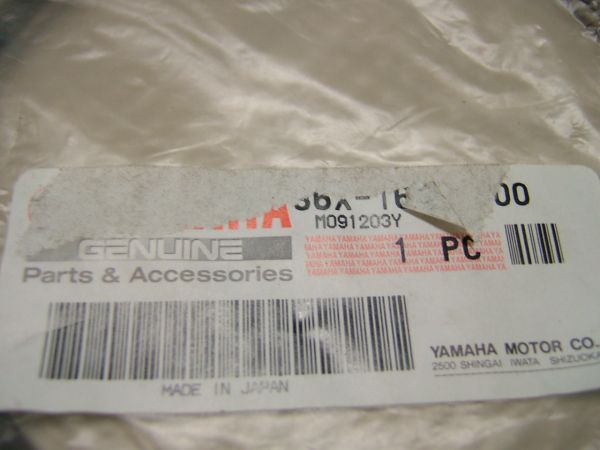 36X-16 00
M091203Y
GENUINE
Parts & Accessories
YAMAHAYAMAHAYAMAHAYAMAHAYAMAHA
1 PC
MADE IN JAPAN
YAMAHA MOTOR CO.,
2500 SHINGAI IWATA SHIZUOKA